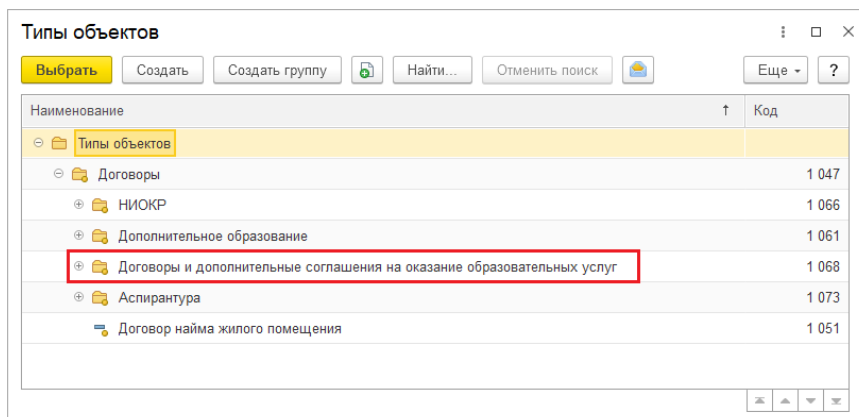 Типы объектов
Выбрать Создать Создать группу Найти... Отменить поиск Еще ?
Наименование Код
Типы объектов
Договоры 1 047
НИОКР 1 066
Дополнительное образование 1 061
Договоры и дополнительные соглашения на оказание образовательных услуг 1 068
Аспирантура 1 073
Договор найма жилого помещения 1 051